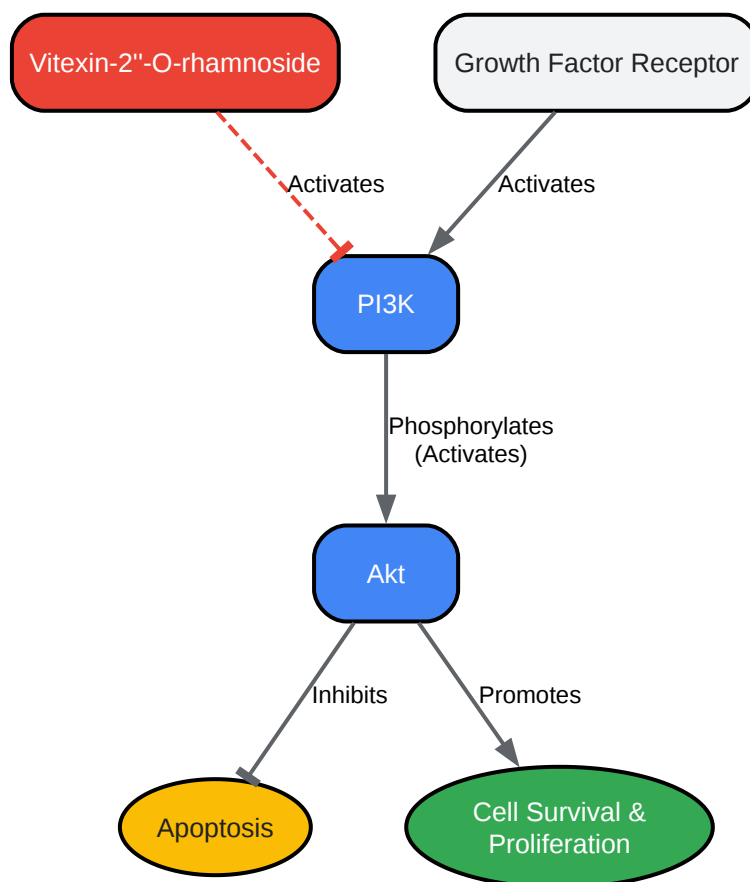 Vitexin-2''-O-rhamnoside
Growth Factor Receptor
Activates
Activates
PI3K
Phosphorylates
(Activates)
Akt
Inhibits
Promotes
Apoptosis
Cell Survival &
Proliferation